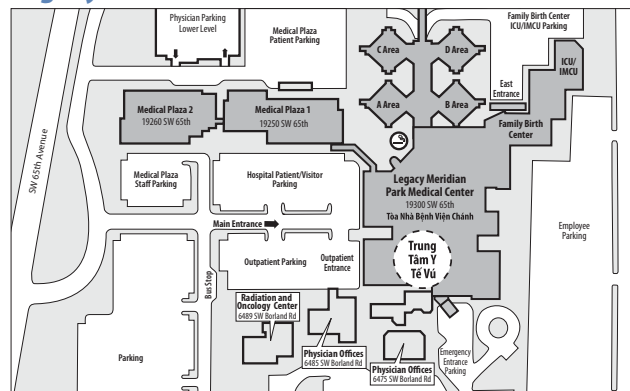 Physician Parking
Lower Level
Medical Plaza
Patient Parking
Family Birth Center
ICU/IMCU Parking
C Area
D Area
ICU/
IMCU
East
Entrance
A Area
B Area
Medical Plaza 2
19260 SW 65th
Medical Plaza 1
19250 SW 65th
Family Birth
Center
SW 65th Avenue
Medical Plaza
Staff Parking
Hospital Patient/Visitor
Parking
Legacy Meridian
Park Medical Center
19300 SW 65th
Tòa Nhà Bệnh Viện Chánh
Main Entrance
Employee
Parking
Trung
Tâm Y
Tế Vú
Outpatient Parking
Outpatient
Entrance
Bus Stop
Radiation and
Oncology Center
6489 SW Borland Rd
Parking
Physician Offices
6485 SW Borland Rd
Physician Offices
6475 SW Borland Rd
Emergency
Entrance
Parking